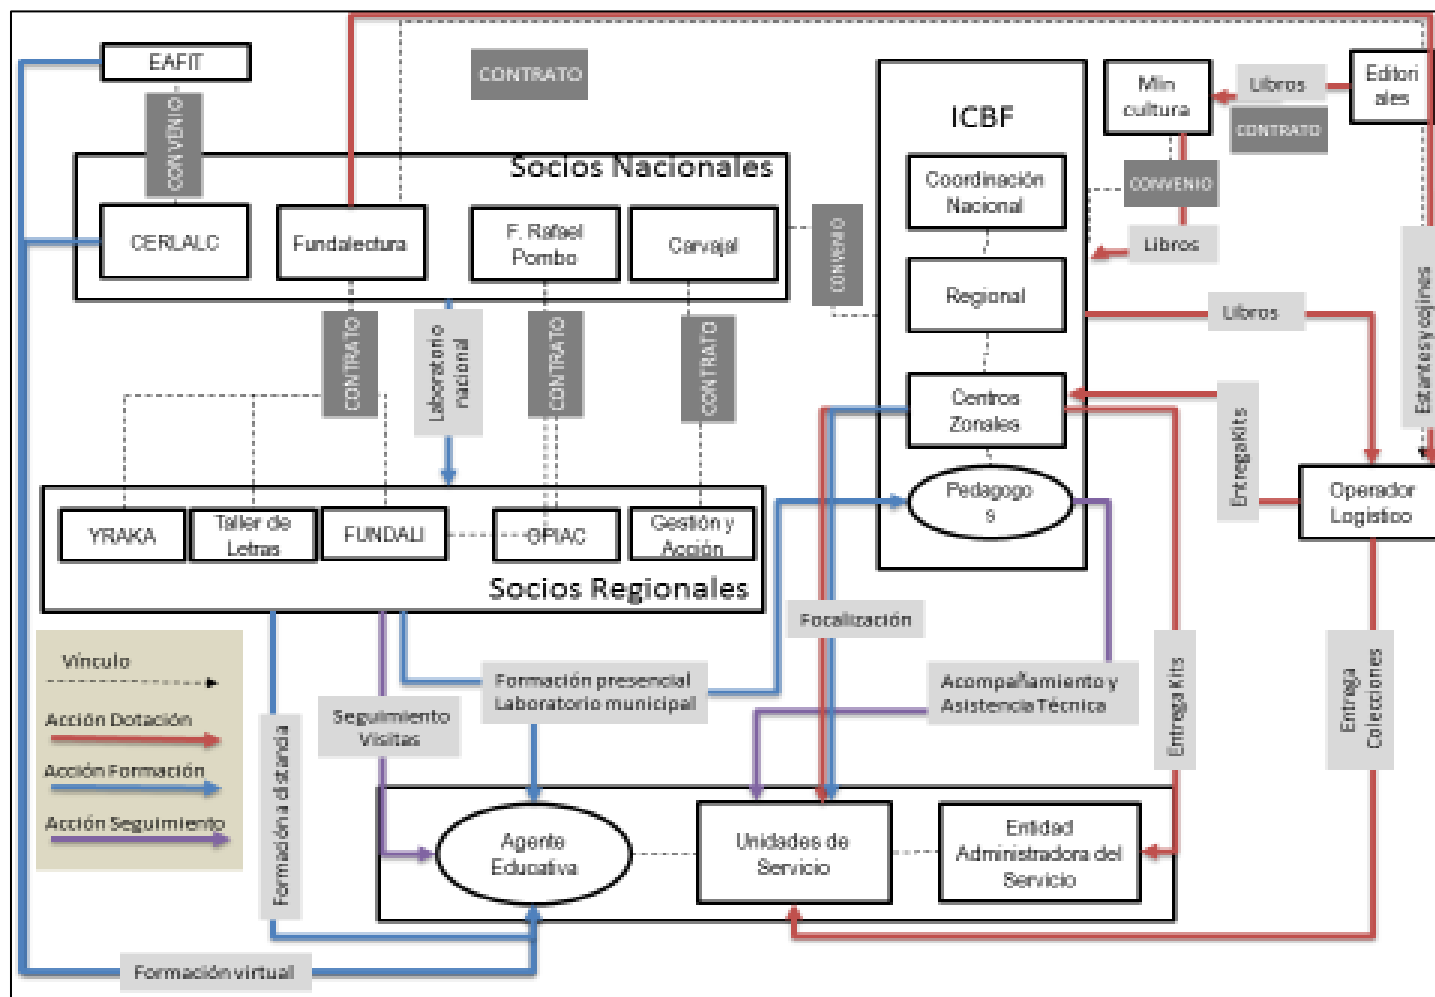 EAFIT
CONTRATO
CONVENIO
Socios Nacionales
CERLALC
Fundalectura
F. Rafael
Pombo
Carvajal
CONVENIO
ICBF
Coordinación
Nacional
Regional
Centros
Zonales
Pedagogo
s
Min
cultura
Libros
Editori
ales
CONTRATO
CONVENIO
Libros
Libros
Estantes y cojines
Entrega Kits
Operador
Logístico
CONTRATO
Laboratorio
nacional
CONTRATO
CONTRATO
YRAKA
Taller de
Letras
FUNDALI
OPIAC
Gestión y
Acción
Socios Regionales
Vínculo
Acción Dotación
Acción Formación
Acción Seguimiento
Formación a distancia
Seguimiento
Visitas
Formación presencial
Laboratorio municipal
Focalización
Acompañamiento y
Asistencia Técnica
Entrega Kits
Entrega
Colecciones
Agente
Educativa
Unidades de
Servicio
Entidad
Administradora del
Servicio
Formación virtual